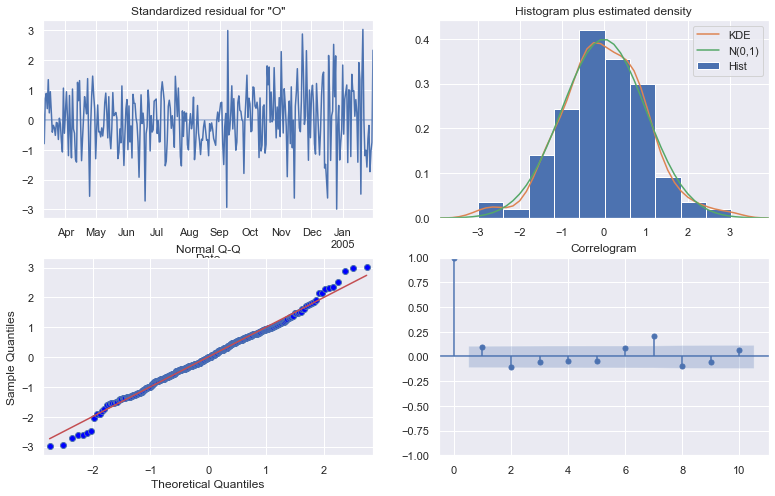 Standardized residual for "O"
3
2
1
0
−1
−2
−3
Apr May Jun Jul Aug Sep Oct Nov Dec Jan
2005
Date
Histogram plus estimated density
KDE
N(0,1)
Hist
0.4
0.3
0.2
0.1
0.0
−3 −2 −1 0 1 2 3
Normal Q-Q
Sample Quantiles
3
2
1
0
−1
−2
−3
−2 −1 0 1 2
Theoretical Quantiles
Correlogram
1.00
0.75
0.50
0.25
0.00
−0.25
−0.50
−0.75
−1.00
0 2 4 6 8 10